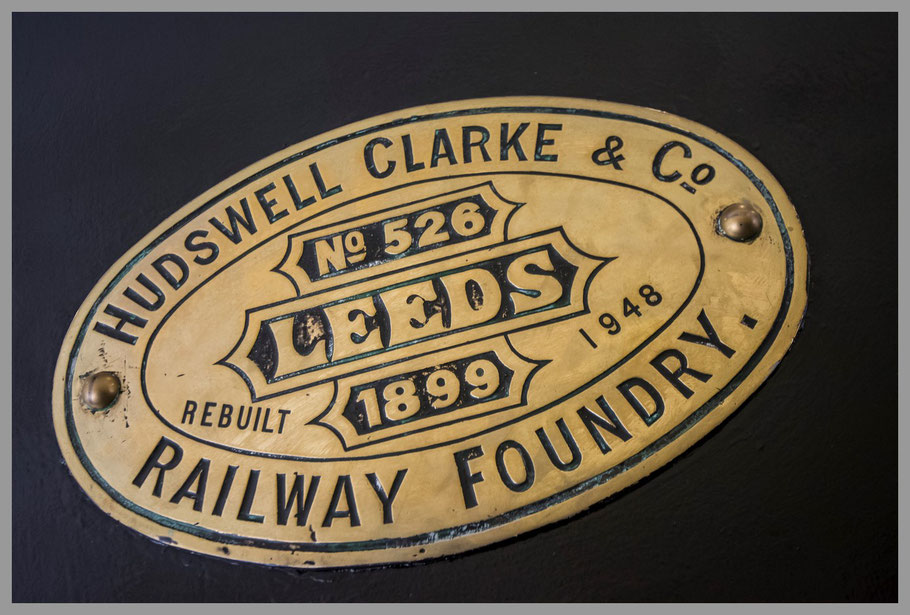 HUDSWELL CLARKE & Co
No 526
LEEDS
1899
REBUILT 1948
RAILWAY FOUNDRY.